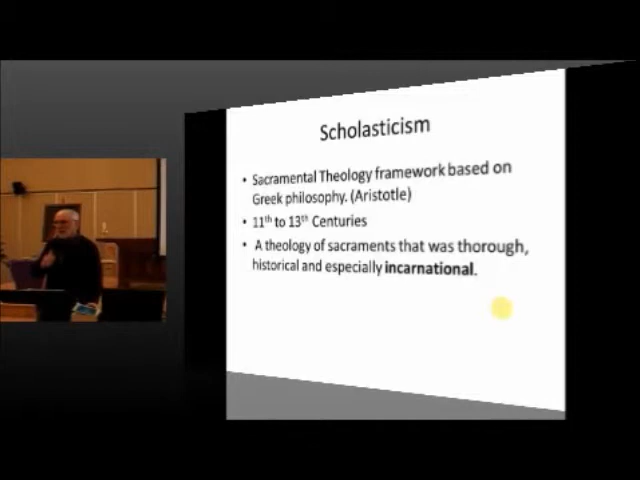 Scholasticism
• Sacramental Theology framework based on
Greek philosophy. (Aristotle)
• 11th to 13th Centuries
• A theology of sacraments that was thorough,
historical and especially incarnational.